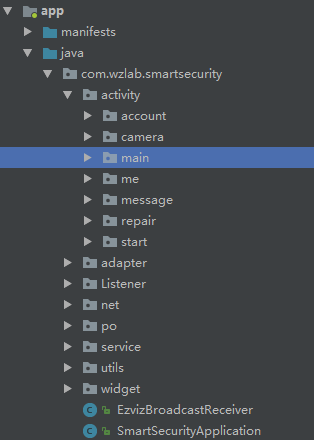 app
manifests
java
com.wzlab.smartsecurity
activity
account
camera
main
me
message
repair
start
adapter
Listener
net
po
service
utils
widget
C EzvizBroadcastReceiver
C SmartSecurityApplication